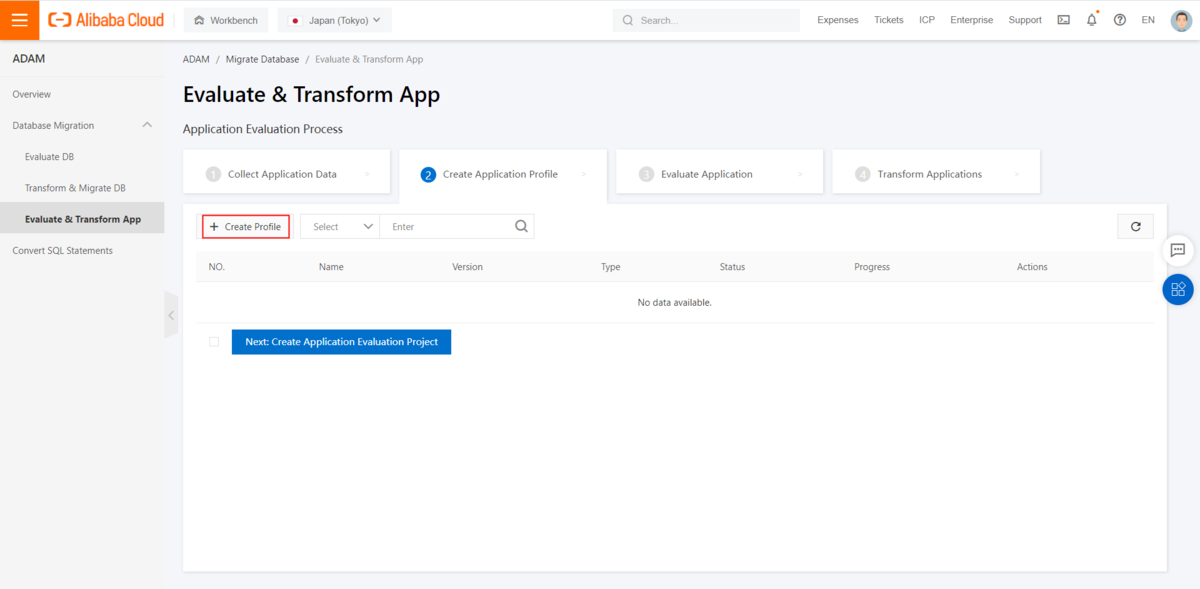 Alibaba Cloud Workbench Japan (Tokyo) Search... Expenses Tickets ICP Enterprise Support EN
ADAM
Overview
Database Migration
Evaluate DB
Transform & Migrate DB
Evaluate & Transform App
Convert SQL Statements
ADAM / Migrate Database / Evaluate & Transform App
Evaluate & Transform App
Application Evaluation Process
1 Collect Application Data > 2 Create Application Profile > 3 Evaluate Application > 4 Transform Applications >
+ Create Profile Select Enter
NO. Name Version Type Status Progress Actions
No data available.
Next: Create Application Evaluation Project